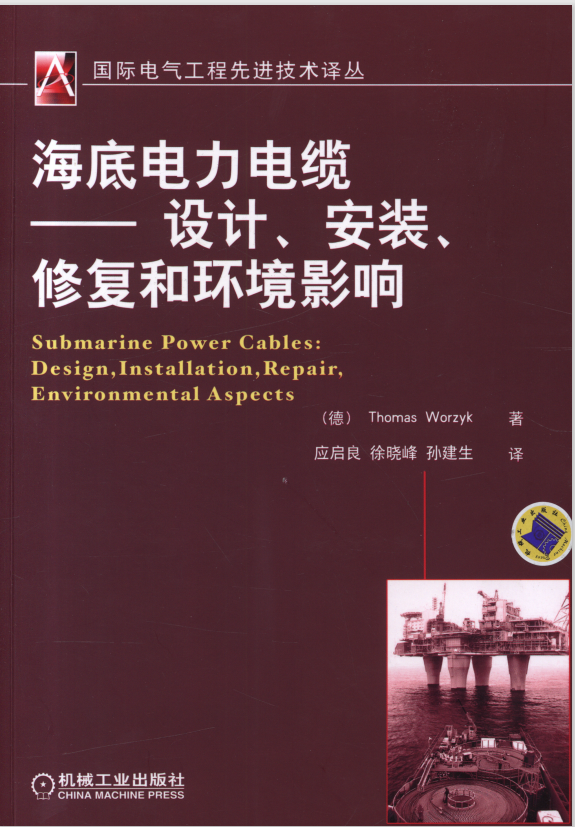 国际电气工程先进技术译丛
海底电力电缆
—— 设计、安装、
修复和环境影响
Submarine Power Cables:
Design,Installation,Repair,
Environmental Aspects
(德) Thomas Worzyk 著
应启良 徐晓峰 孙建生 译
机械工业出版社
CHINA MACHINE PRESS